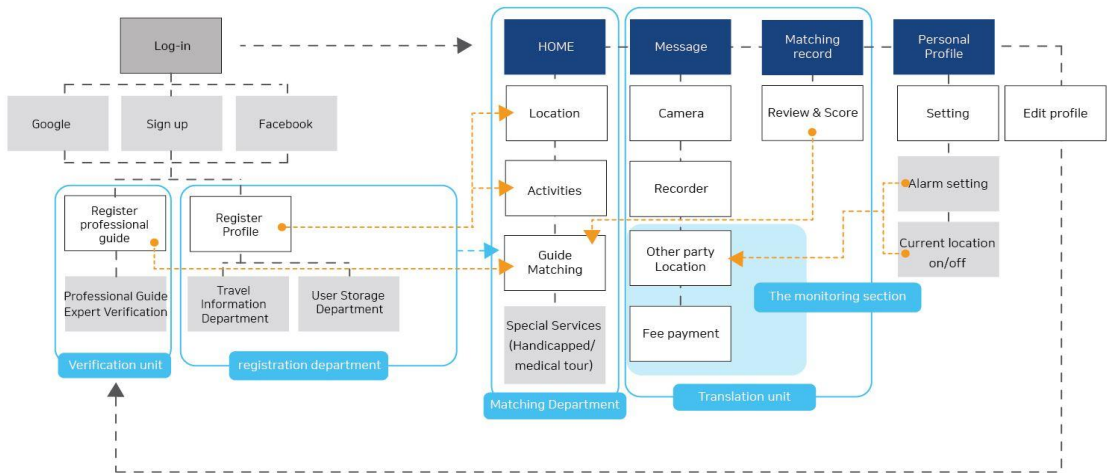 Log-in
HOME
Message
Matching
record
Personal
Profile
Google
Sign up
Facebook
Location
Camera
Review & Score
Setting
Edit profile
Activities
Recorder
Alarm setting
Register
professional
guide
Register
Profile
Guide
Matching
Other party
Location
Current location
on/off
Professional Guide
Expert Verification
Travel
Information
Department
User Storage
Department
The monitoring section
Special Services
(Handicapped/
medical tour)
Fee payment
Verification unit
registration department
Matching Department
Translation unit